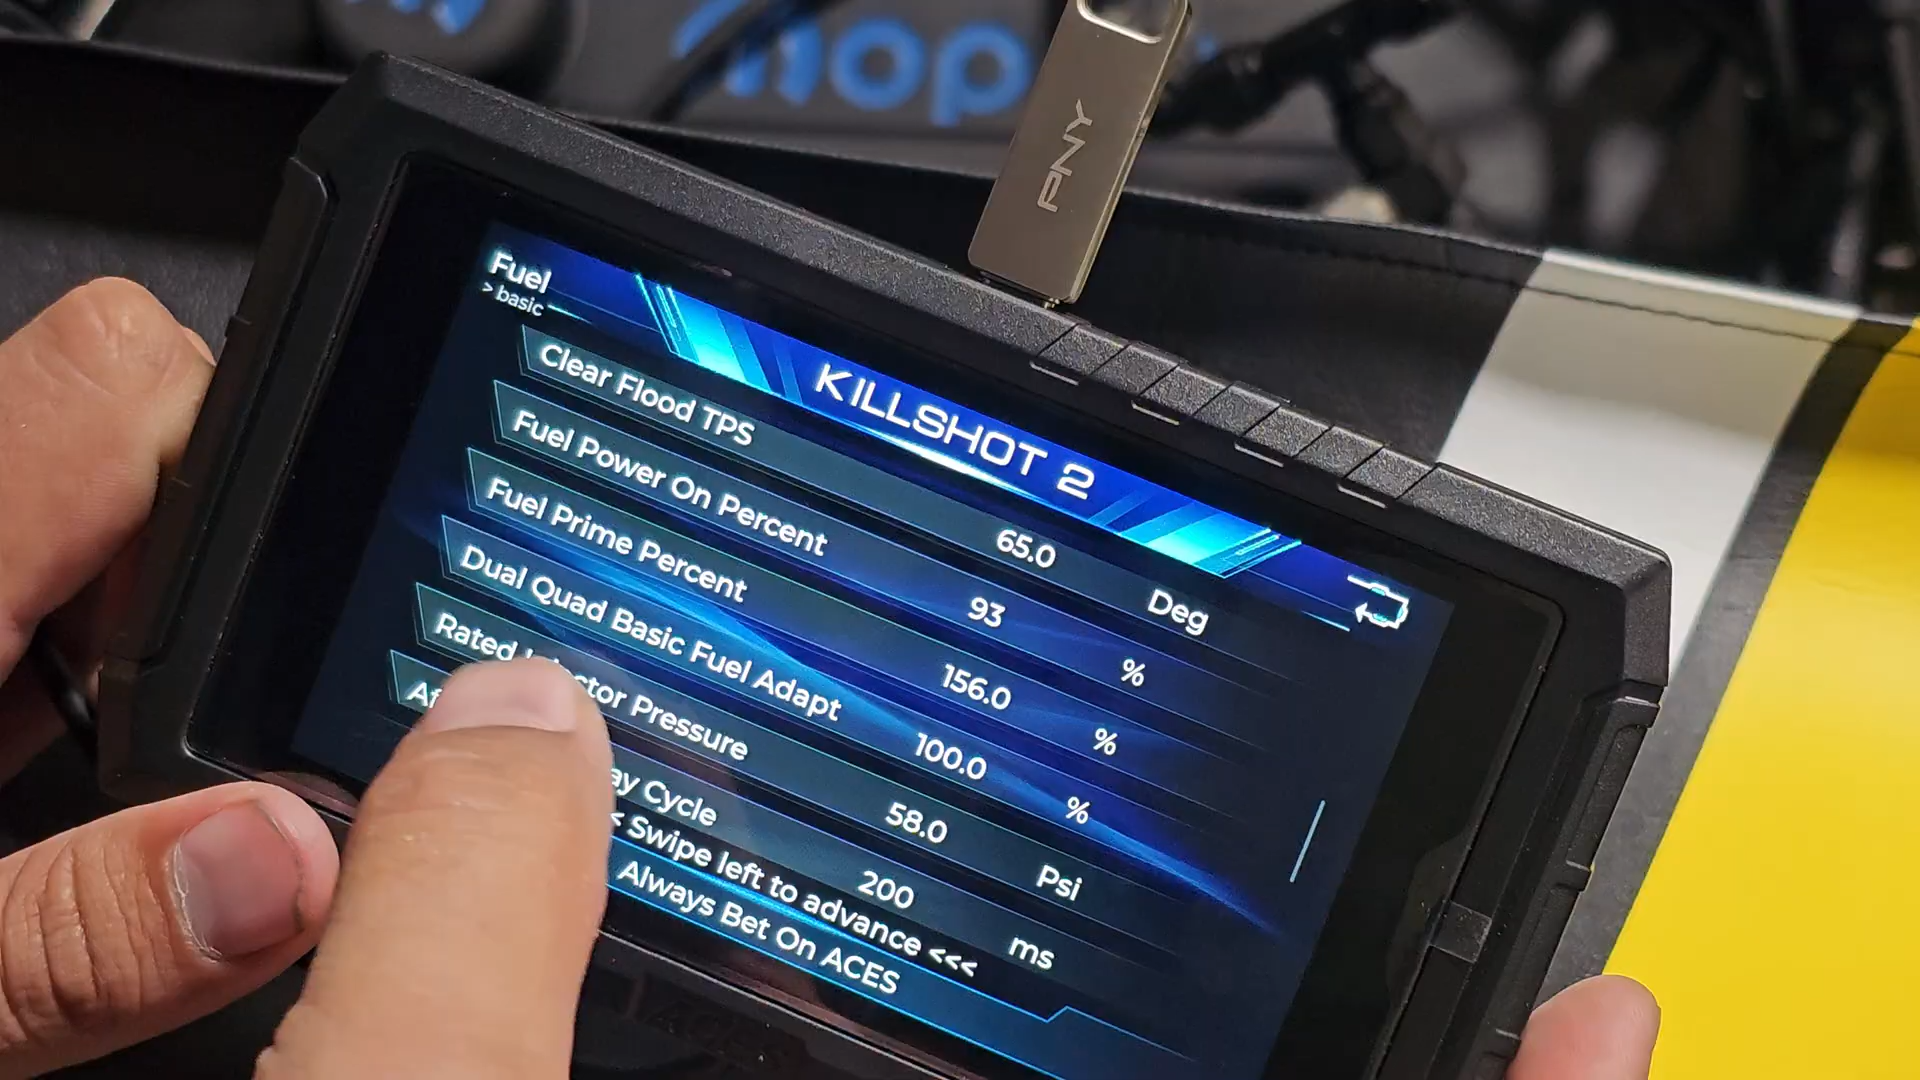 mop
PNY
Fuel
> basic
KILLSHOT 2
Clear Flood TPS 65.0 Deg
Fuel Power On Percent 93 %
Fuel Prime Percent 156.0 %
Dual Quad Basic Fuel Adapt 100.0 %
Rated Pressure 58.0 Psi
Cycle 200 ms
< Swipe left to advance <<<
Always Bet On ACES